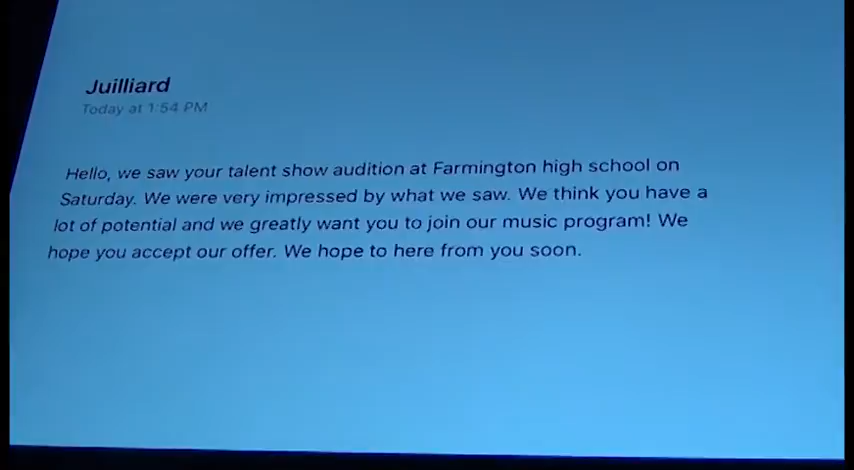 Juilliard
Today at 1:54 PM
Hello, we saw your talent show audition at Farmington high school on
Saturday. We were very impressed by what we saw. We think you have a
lot of potential and we greatly want you to join our music program! We
hope you accept our offer. We hope to here from you soon.